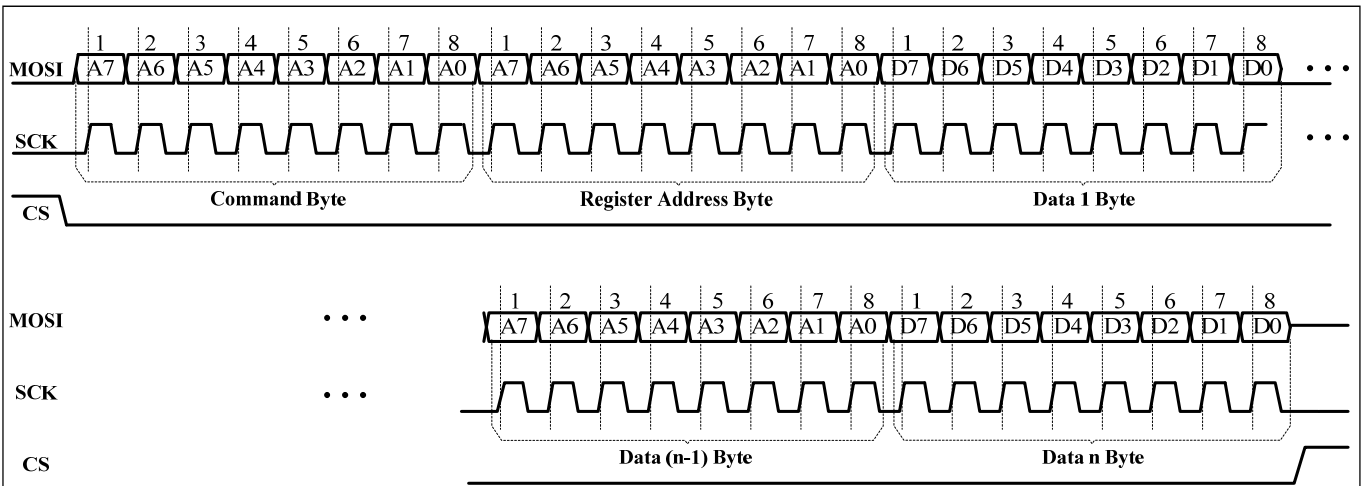 1 2 3 4 5 6 7 8 1 2 3 4 5 6 7 8 1 2 3 4 5 6 7 8
MOSI A7 A6 A5 A4 A3 A2 A1 A0 A7 A6 A5 A4 A3 A2 A1 A0 D7 D6 D5 D4 D3 D2 D1 D0 • • •
SCK • • •
Command Byte Register Address Byte Data 1 Byte
CS
1 2 3 4 5 6 7 8 1 2 3 4 5 6 7 8
MOSI • • • A7 A6 A5 A4 A3 A2 A1 A0 D7 D6 D5 D4 D3 D2 D1 D0
SCK • • •
Data (n-1) Byte Data n Byte
CS